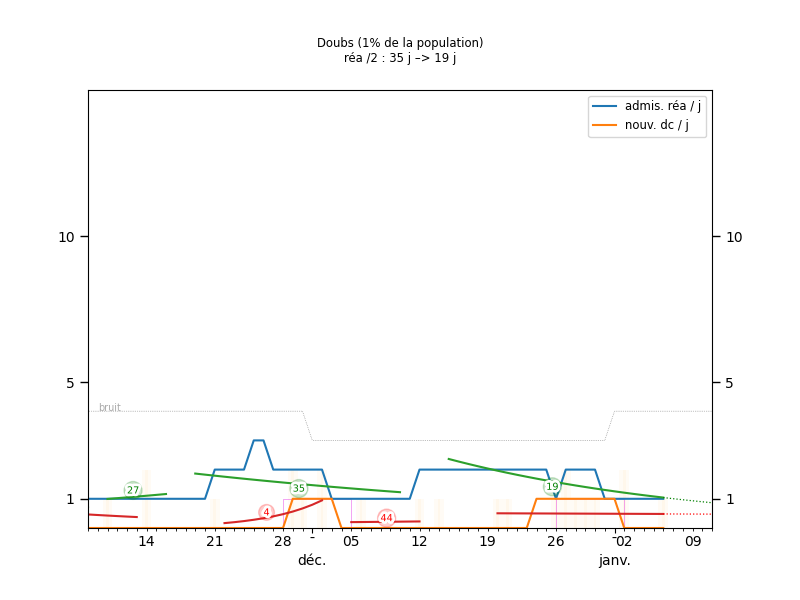 Doubs (1% de la population)
réa /2 : 35 j –> 19 j
admis. réa / j
nouv. dc / j
10 10
5 5
bruit
27 35 19
4 44
1 1
14 21 28 - 05 12 19 26 - 02 09
déc. janv.